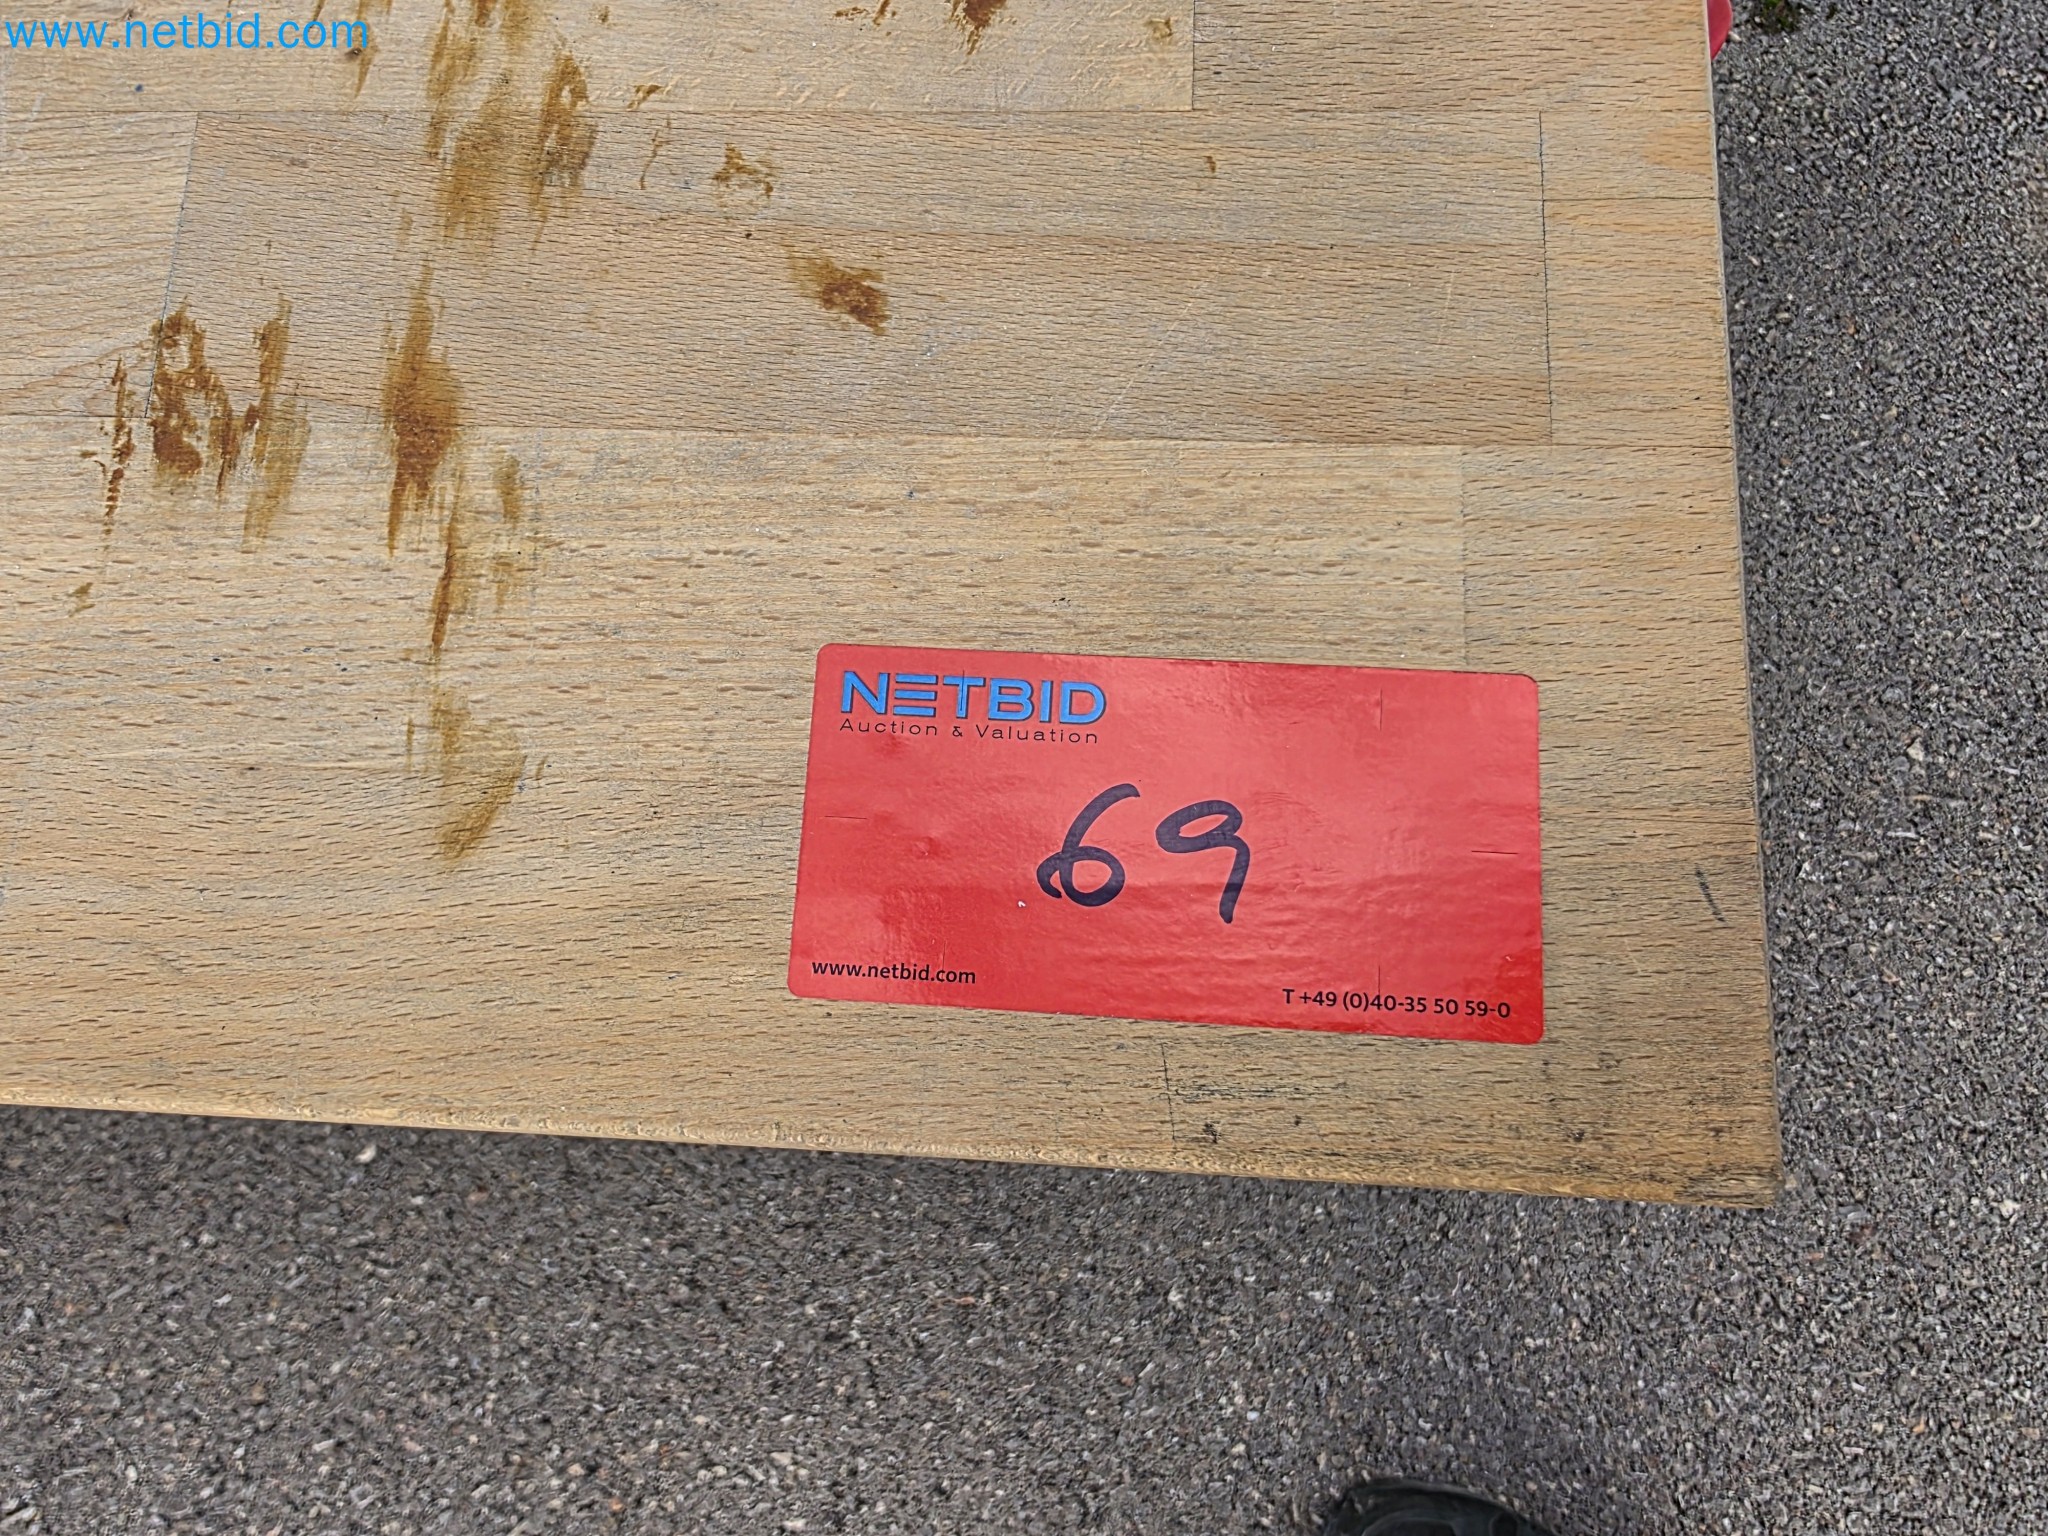 www.netbid.com
NETBID
Auction & Valuation
69
www.netbid.com
T +49 (0)40-35 50 59-0